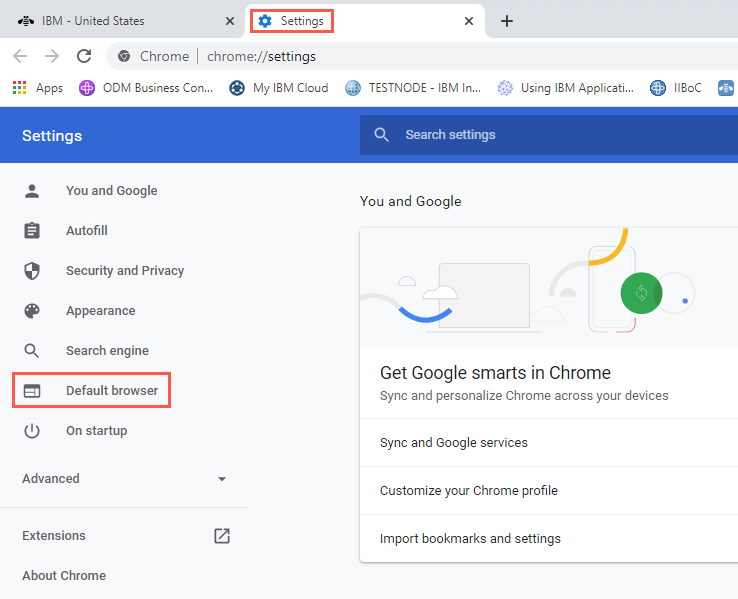 IBM - United States
Settings
Chrome
chrome://settings
Apps
ODM Business Con...
My IBM Cloud
TESTNODE - IBM In...
Using IBM Applicati...
IIBoC
Settings
Search settings
You and Google
Autofill
Security and Privacy
Appearance
Search engine
Default browser
On startup
Advanced
Extensions
About Chrome
You and Google
Get Google smarts in Chrome
Sync and personalize Chrome across your devices
Sync and Google services
Customize your Chrome profile
Import bookmarks and settings